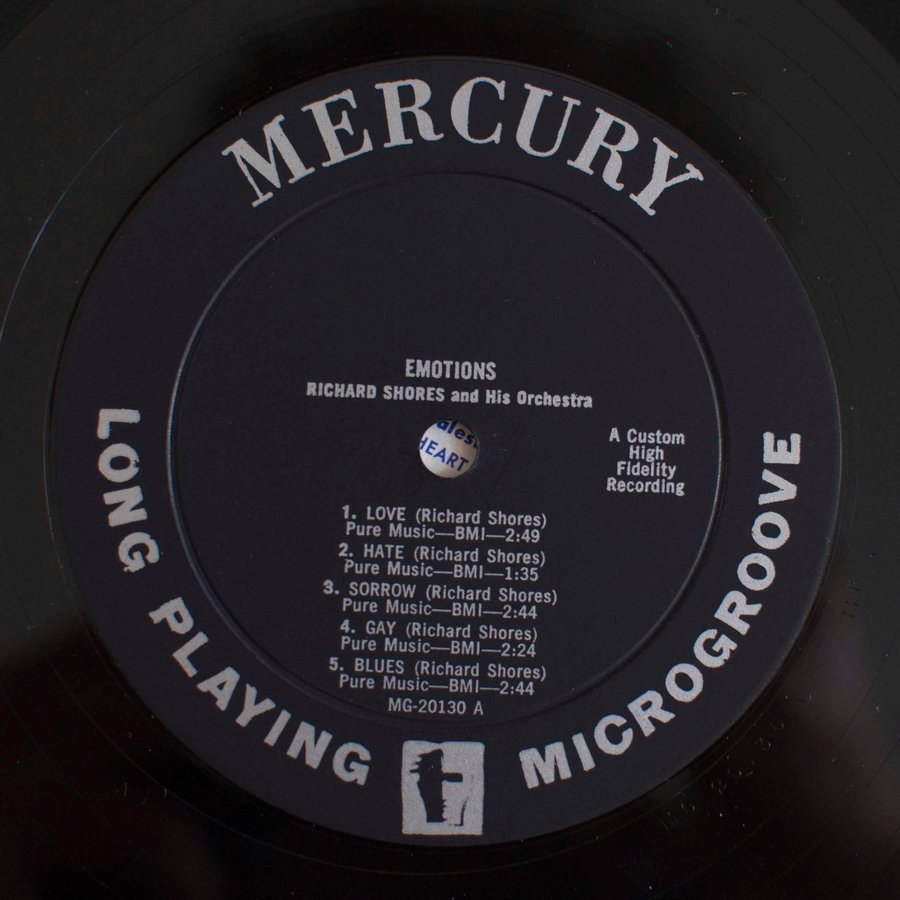 MERCURY
EMOTIONS
RICHARD SHORES and His Orchestra
HEART
A Custom
High
Fidelity
Recording
1. LOVE (Richard Shores)
Pure Music—BMI—2:49
2. HATE (Richard Shores)
Pure Music—BMI—1:35
3. SORROW (Richard Shores)
Pure Music—BMI—2:44
4. GAY (Richard Shores)
Pure Music—BMI—2:24
5. BLUES (Richard Shores)
Pure Music—BMI—2:44
MG-20130 A
LONG PLAYING MICROGROOVE